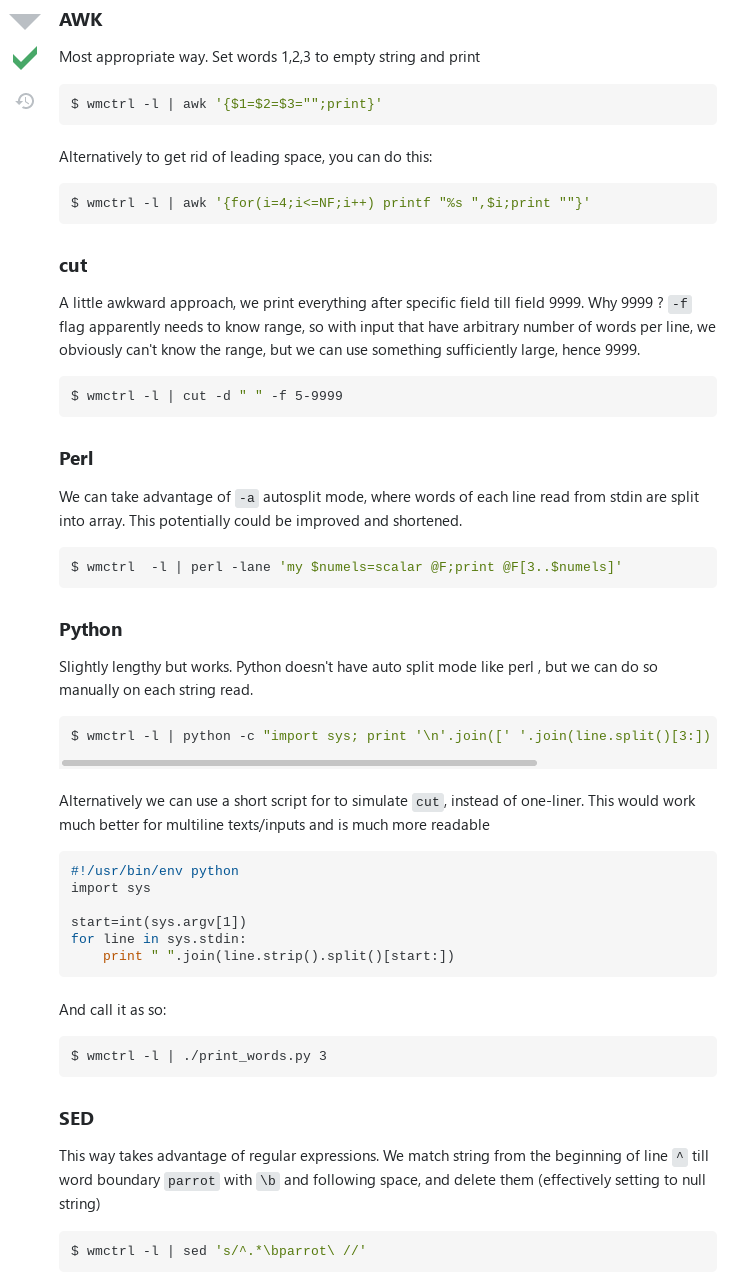 AWK
Most appropriate way. Set words 1,2,3 to empty string and print
$ wmctrl -l | awk '{$1=$2=$3="";print}'
Alternatively to get rid of leading space, you can do this:
$ wmctrl -l | awk '{for(i=4;i<=NF;i++) printf "%s ",$i;print ""}'
cut
A little awkward approach, we print everything after specific field till field 9999. Why 9999 ? -f
flag apparently needs to know range, so with input that have arbitrary number of words per line, we
obviously can't know the range, but we can use something sufficiently large, hence 9999.
$ wmctrl -l | cut -d " " -f 5-9999
Perl
We can take advantage of -a autosplit mode, where words of each line read from stdin are split
into array. This potentially could be improved and shortened.
$ wmctrl  -l | perl -lane 'my $numels=scalar @F;print @F[3..$numels]'
Python
Slightly lengthy but works. Python doesn't have auto split mode like perl , but we can do so
manually on each string read.
$ wmctrl -l | python -c "import sys; print '\n'.join([' '.join(line.split()[3:])
Alternatively we can use a short script for to simulate cut, instead of one-liner. This would work
much better for multiline texts/inputs and is much more readable
#!/usr/bin/env python
import sys
start=int(sys.argv[1])
for line in sys.stdin:
    print " ".join(line.strip().split()[start:])
And call it as so:
$ wmctrl -l | ./print_words.py 3
SED
This way takes advantage of regular expressions. We match string from the beginning of line ^ till
word boundary parrot with \b and following space, and delete them (effectively setting to null
string)
$ wmctrl -l | sed 's/^.*\bparrot\ //'